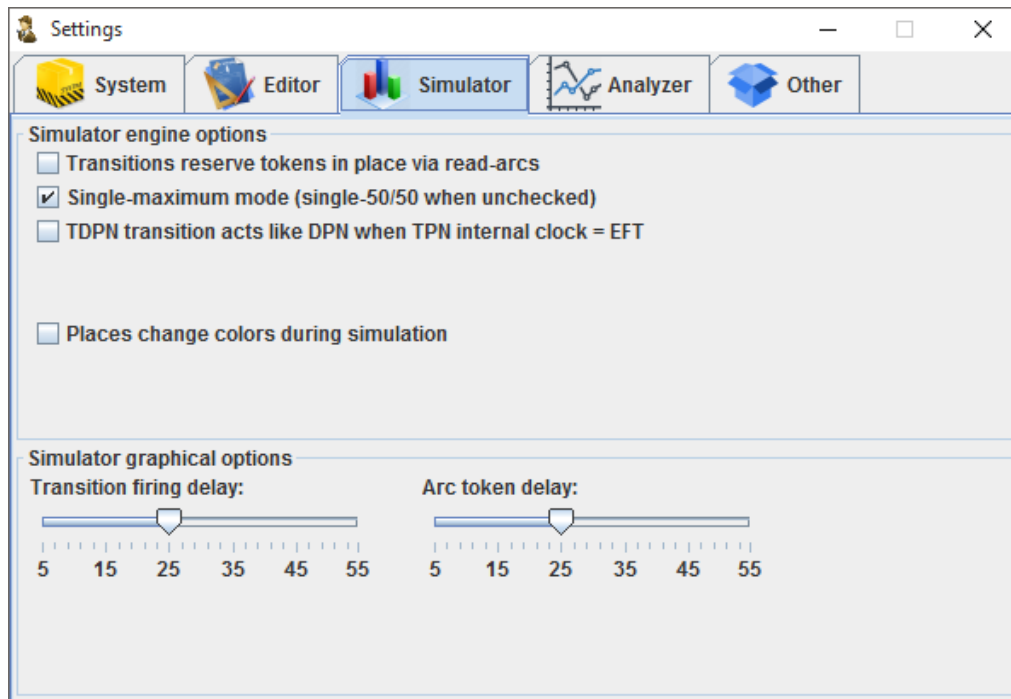 Settings
System Editor Simulator Analyzer Other
Simulator engine options
Transitions reserve tokens in place via read-arcs
Single-maximum mode (single-50/50 when unchecked)
TDPN transition acts like DPN when TPN internal clock = EFT
Places change colors during simulation
Simulator graphical options
Transition firing delay: Arc token delay:
5 15 25 35 45 55 5 15 25 35 45 55